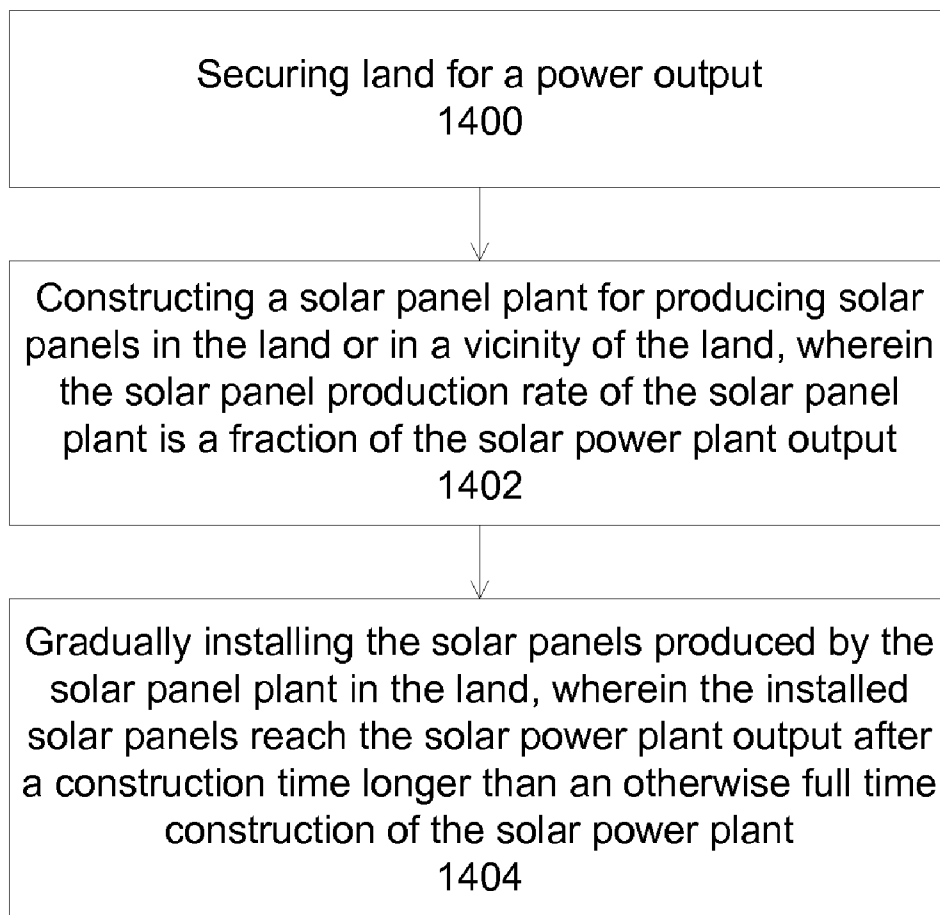 Securing land for a power output
1400
Constructing a solar panel plant for producing solar
panels in the land or in a vicinity of the land, wherein
the solar panel production rate of the solar panel
plant is a fraction of the solar power plant output
1402
Gradually installing the solar panels produced by the
solar panel plant in the land, wherein the installed
solar panels reach the solar power plant output after
a construction time longer than an otherwise full time
construction of the solar power plant
1404